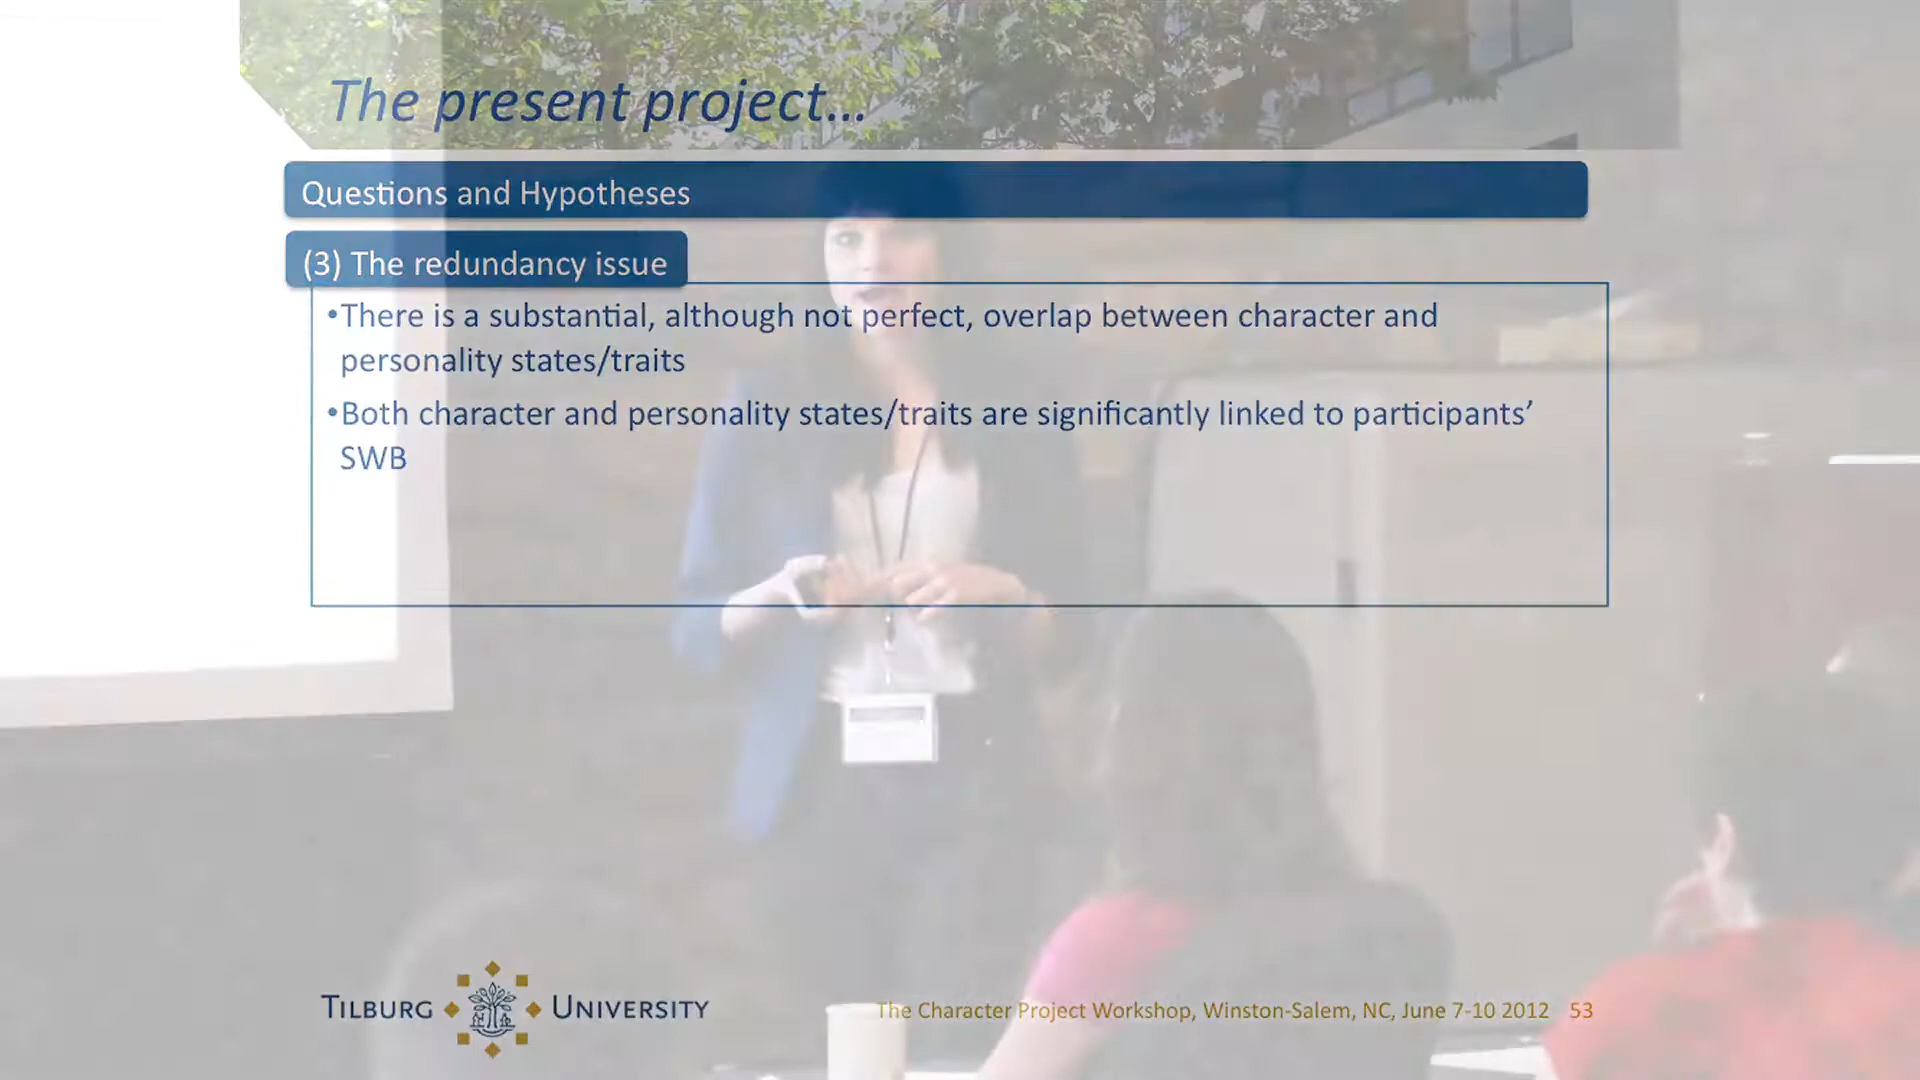 The present project...
Questions and Hypotheses
(3) The redundancy issue
•There is a substantial, although not perfect, overlap between character and
personality states/traits
•Both character and personality states/traits are significantly linked to participants’
SWB
TILBURG UNIVERSITY
The Character Project Workshop, Winston-Salem, NC, June 7-10 2012 53